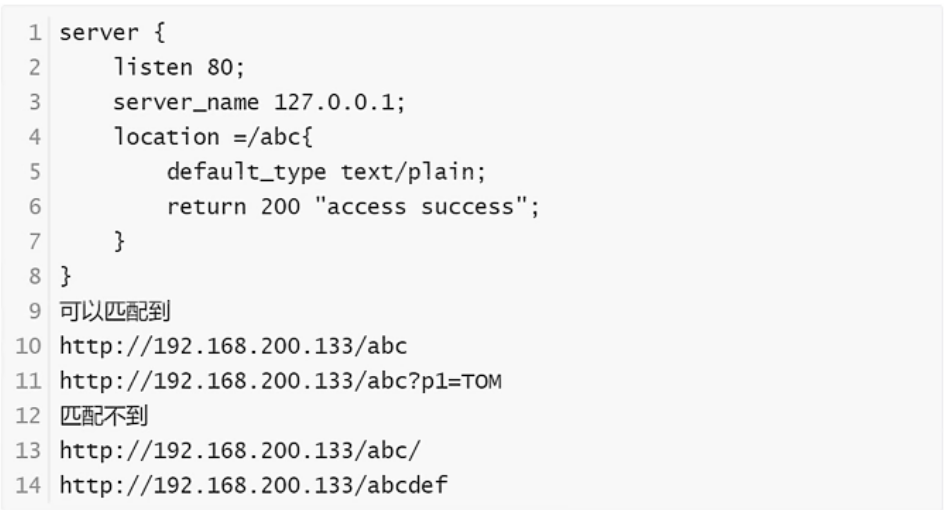 1 server {
2     listen 80;
3     server_name 127.0.0.1;
4     location =/abc{
5         default_type text/plain;
6         return 200 "access success";
7     }
8 }
9 可以匹配到
10 http://192.168.200.133/abc
11 http://192.168.200.133/abc?p1=TOM
12 匹配不到
13 http://192.168.200.133/abc/
14 http://192.168.200.133/abcdef